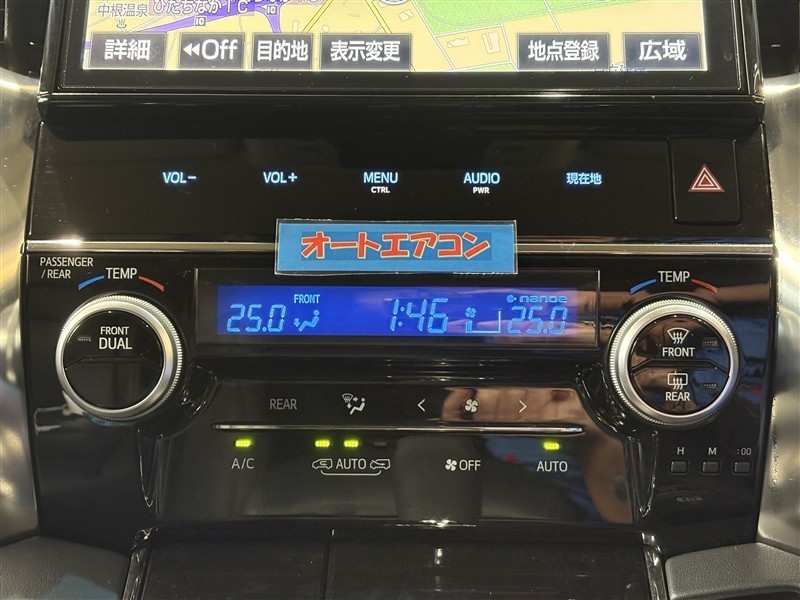 中根温泉 ひたちなかIC
詳細 Off 目的地 表示変更 地点登録 広域
VOL− VOL+ MENU CTRL AUDIO PWR 現在地
オートエアコン
PASSENGER /REAR TEMP TEMP
25.0 FRONT 1:46 nanoe 25.0
FRONT DUAL
FRONT
REAR
REAR
A/C AUTO OFF AUTO
H M :00